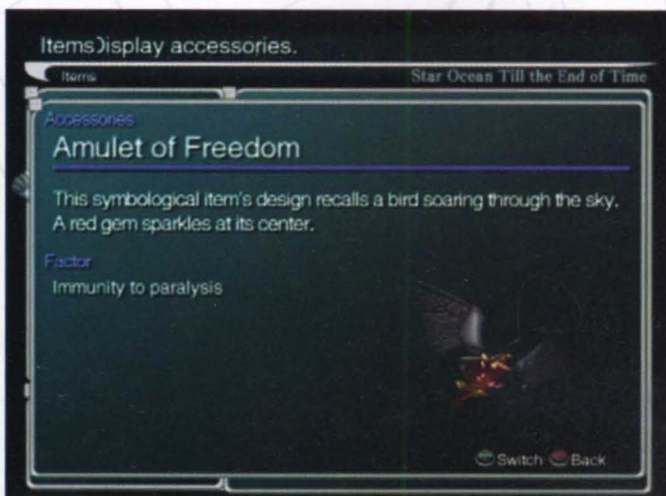 Items Display accessories.
Items
Star Ocean Till the End of Time
Accessories
Amulet of Freedom
This symbological item's design recalls a bird soaring through the sky.
A red gem sparkles at its center.
Factor
Immunity to paralysis
Switch Back